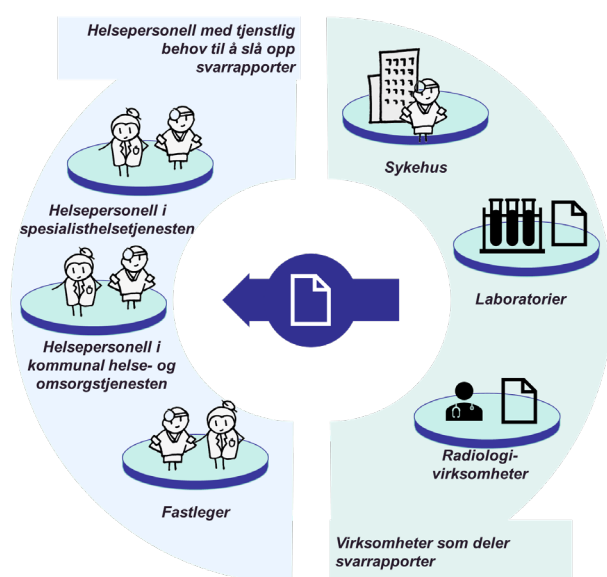 Helsepersonell med tjenstlig
behov til å slå opp
svarrapporter
Helsepersonell i
spesialisthelsetjenesten
Helsepersonell i
kommunal helse- og
omsorgstjenesten
Fastleger
Sykehus
Laboratorier
Radiologi-
virksomheter
Virksomheter som deler
svarrapporter